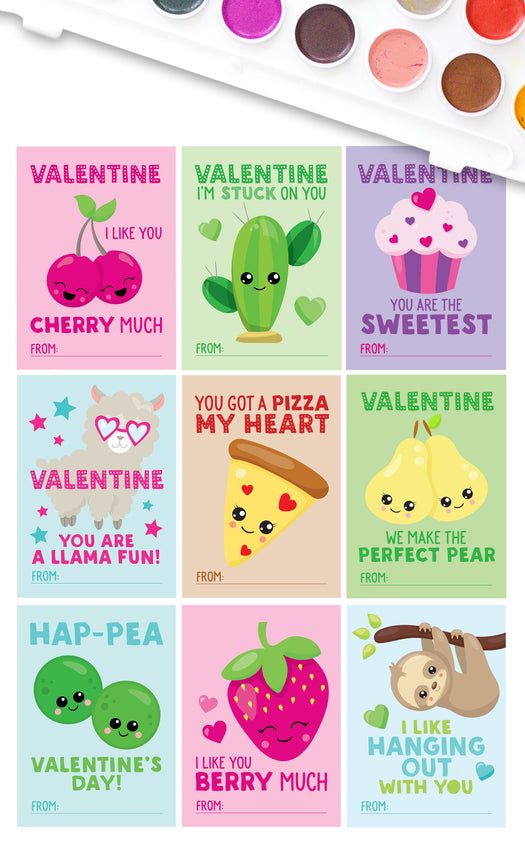 VALENTINE
I LIKE YOU
CHERRY MUCH
FROM:
VALENTINE
I'M STUCK ON YOU
FROM:
VALENTINE
YOU ARE THE
SWEETEST
FROM:
VALENTINE
YOU ARE
A LLAMA FUN!
FROM:
YOU GOT A PIZZA
MY HEART
FROM:
VALENTINE
WE MAKE THE
PERFECT PEAR
FROM:
HAP-PEA
VALENTINE'S
DAY!
FROM:
I LIKE YOU
BERRY MUCH
FROM:
I LIKE
HANGING
OUT
WITH YOU
FROM: